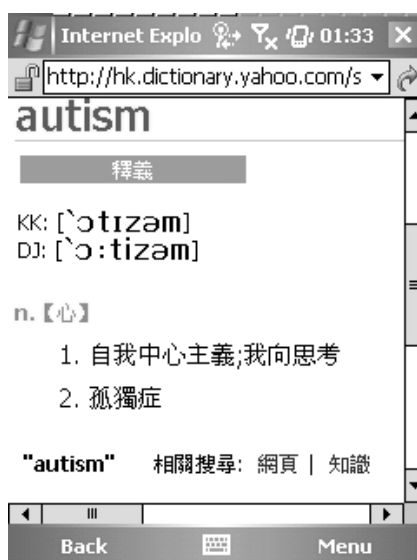 Internet Explo 01:33
http://hk.dictionary.yahoo.com/s
autism
釋義
KK: [`ɔtɪzəm]
DJ: [`ɔ:tizəm]
n.【心】
1. 自我中心主義;我向思考
2. 孤獨症
"autism" 相關搜尋: 網頁 | 知識
Back Menu